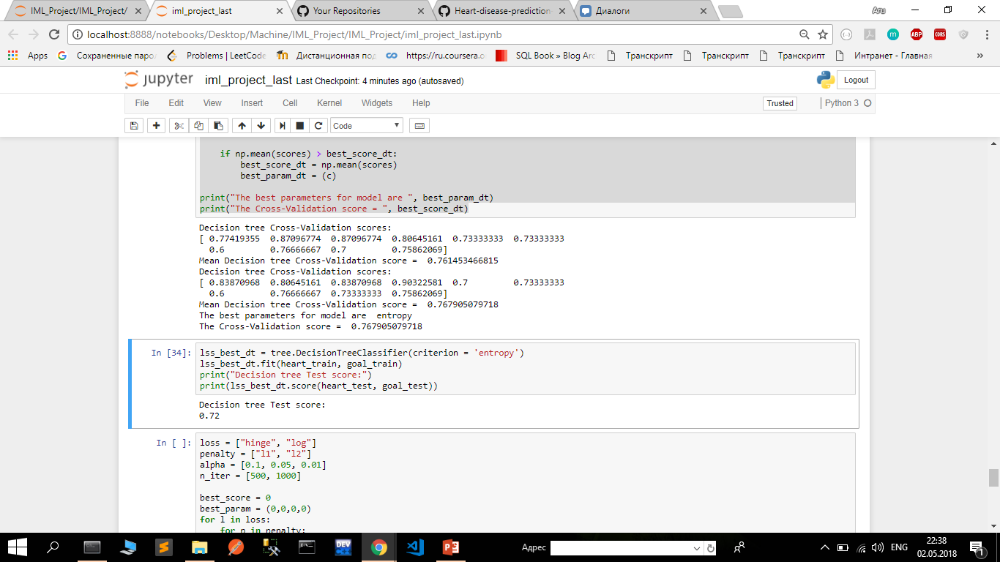 IML_Project/IML_Project/
iml_project_last
Your Repositories
Heart-disease-prediction
Диалоги
Aru
localhost:8888/notebooks/Desktop/Machine/IML_Project/IML_Project/iml_project_last.ipynb
Apps
Сохраненные паро
Problems | LeetCode
Дистанционная под
https://ru.coursera.o
SQL Book » Blog Arc
Транскрипт
Транскрипт
Транскрипт
Интранет - Главная
»
jupyter iml_project_last Last Checkpoint: 4 minutes ago (autosaved)
Logout
File Edit View Insert Cell Kernel Widgets Help
Trusted
Python 3
Code
if np.mean(scores) > best_score_dt:
best_score_dt = np.mean(scores)
best_param_dt = (c)
print("The best parameters for model are ", best_param_dt)
print("The Cross-Validation score = ", best_score_dt)
Decision tree Cross-Validation scores:
[ 0.77419355 0.87096774 0.87096774 0.80645161 0.73333333 0.73333333
0.6 0.76666667 0.7 0.75862069]
Mean Decision tree Cross-Validation score = 0.761453466815
Decision tree Cross-Validation scores:
[ 0.83870968 0.80645161 0.83870968 0.90322581 0.7 0.73333333
0.6 0.76666667 0.73333333 0.75862069]
Mean Decision tree Cross-Validation score = 0.767905079718
The best parameters for model are entropy
The Cross-Validation score = 0.767905079718
In [34]:
lss_best_dt = tree.DecisionTreeClassifier(criterion = 'entropy')
lss_best_dt.fit(heart_train, goal_train)
print("Decision tree Test score:")
print(lss_best_dt.score(heart_test, goal_test))
Decision tree Test score:
0.72
In [ ]:
loss = ["hinge", "log"]
penalty = ["l1", "l2"]
alpha = [0.1, 0.05, 0.01]
n_iter = [500, 1000]
best_score = 0
best_param = (0,0,0,0)
for l in loss:
for p in penalty:
Адрес
ENG
22:38
02.05.2018
1